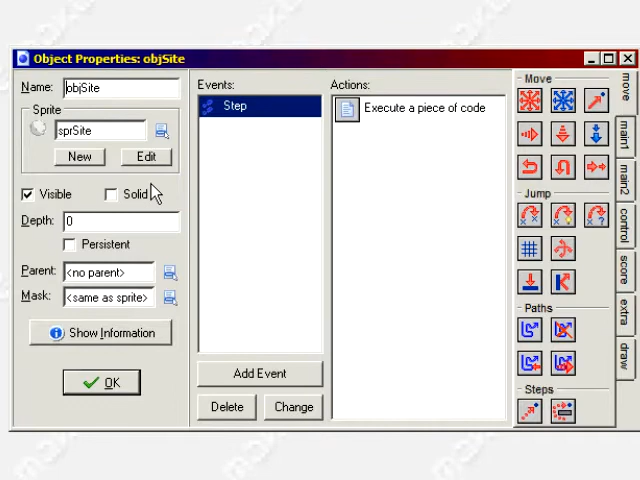 Object Properties: objSite
Name: objSite
Sprite
sprSite
New
Edit
Visible
Solid
Depth: 0
Persistent
Parent: <no parent>
Mask: <same as sprite>
Show Information
OK
Events:
Step
Add Event
Delete
Change
Actions:
Execute a piece of code
Move
Jump
Paths
Steps
move
main1
main2
control
score
extra
draw